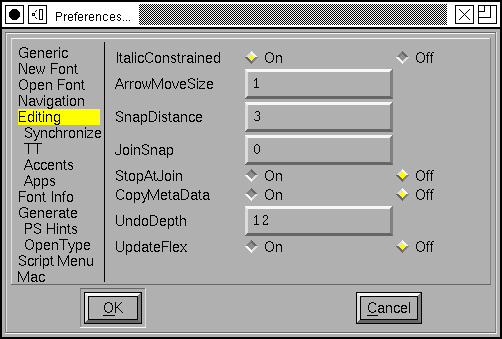 Preferences...
Generic
New Font
Open Font
Navigation
Editing
Synchronize
TT
Accents
Apps
Font Info
Generate
PS Hints
OpenType
Script Menu
Mac
ItalicConstrained On Off
ArrowMoveSize 1
SnapDistance 3
JoinSnap 0
StopAtJoin On Off
CopyMetaData On Off
UndoDepth 12
UpdateFlex On Off
OK Cancel